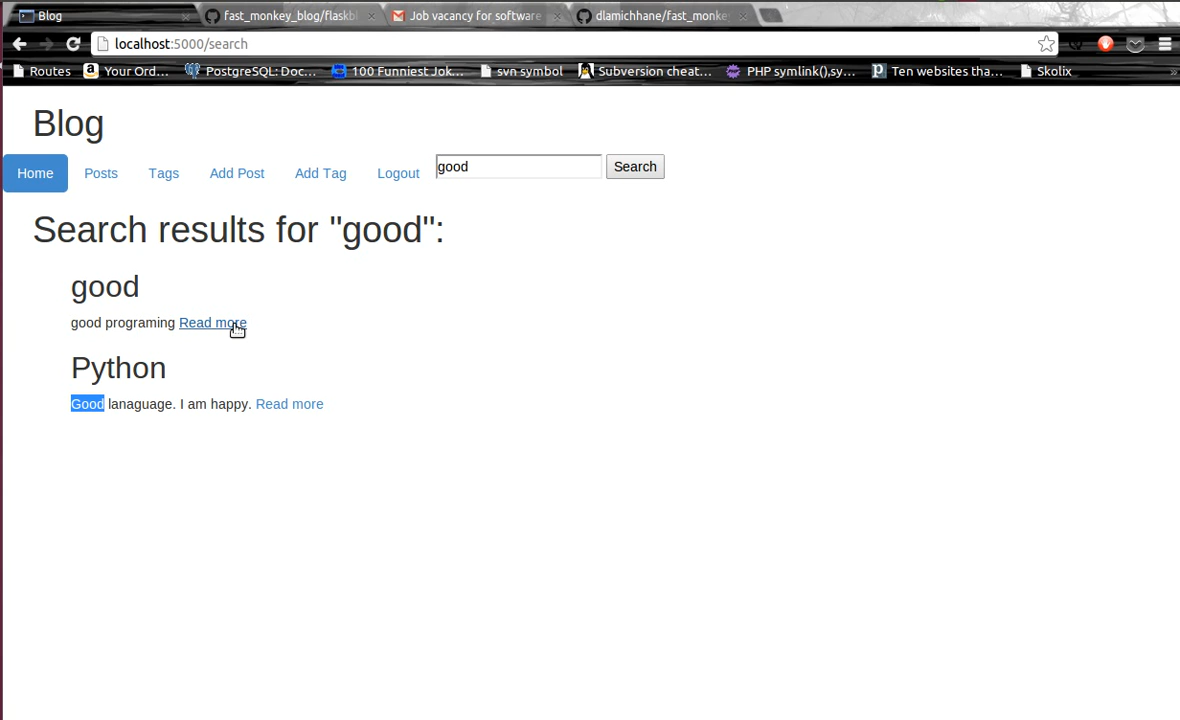 Blog fast_monkey_blog/flaskbl Job vacancy for software dlamichhane/fast_monke
localhost:5000/search
Routes Your Ord... PostgreSQL: Doc... 100 Funniest Jok... svn symbol Subversion cheat... PHP symlink(),sy... Ten websites tha... Skolix »
Blog
Home Posts Tags Add Post Add Tag Logout good Search
Search results for "good":
good
good programing Read more
Python
Good lanaguage. I am happy. Read more